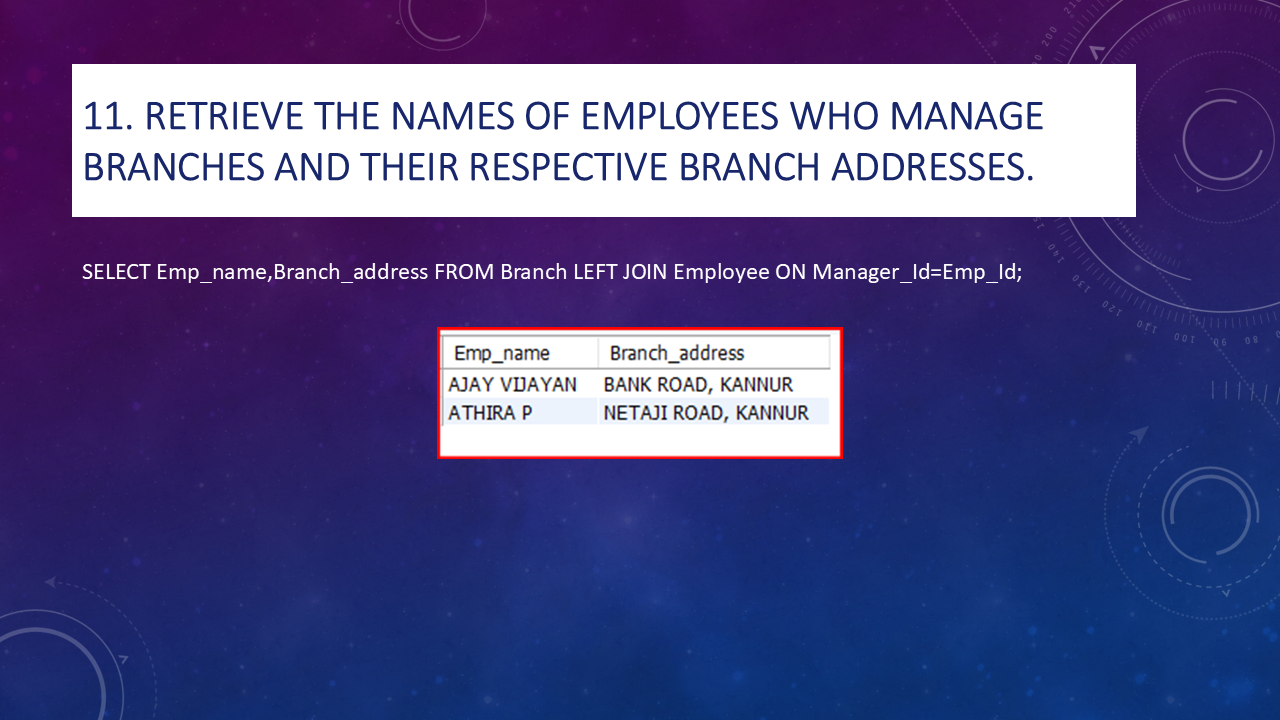 11. RETRIEVE THE NAMES OF EMPLOYEES WHO MANAGE
BRANCHES AND THEIR RESPECTIVE BRANCH ADDRESSES.
SELECT Emp_name,Branch_address FROM Branch LEFT JOIN Employee ON Manager_Id=Emp_Id;
Emp_name Branch_address
AJAY VIJAYAN BANK ROAD, KANNUR
ATHIRA P NETAJI ROAD, KANNUR